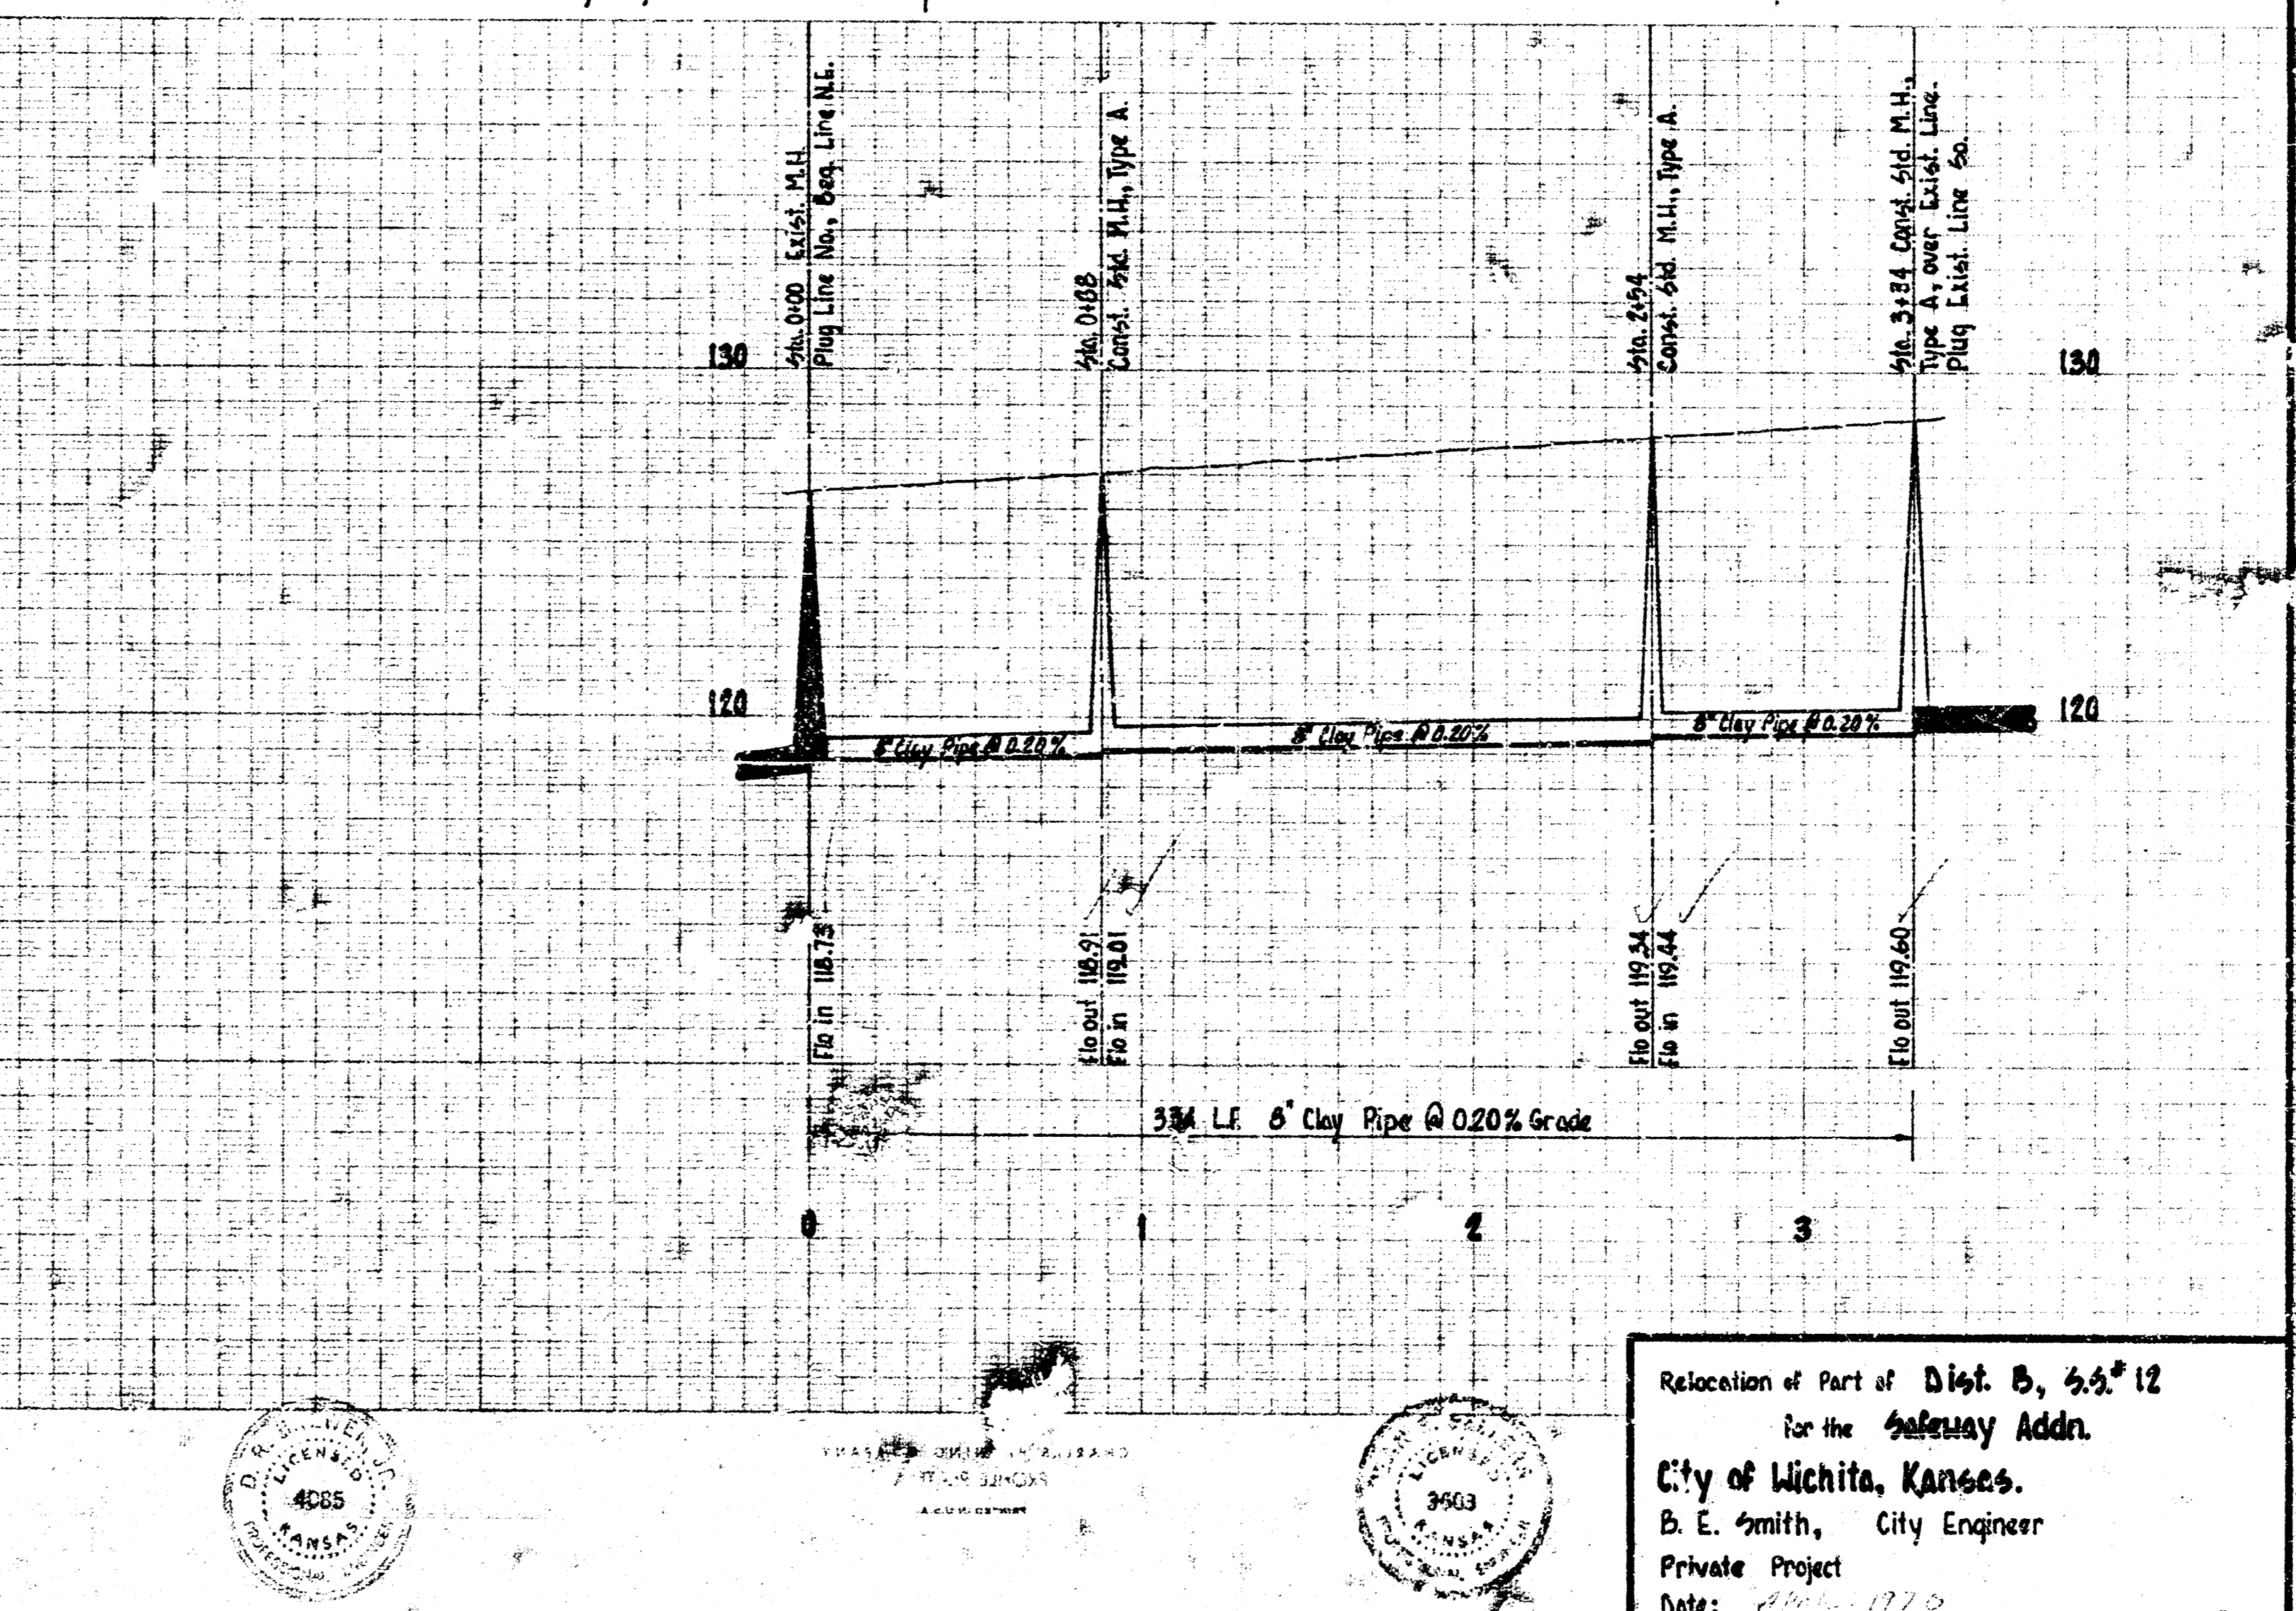 Sta. 0+00 Exist. M.H.
Plug Line No., Beg. Line N.E.
Sta. 0+88
Const. Std. M.H., Type A.
Sta. 2+54
Const. Std. M.H., Type A.
Sta. 3+34 Const. Std. M.H.,
Type A, over Exist. Line.
Plug Exist. Line So.
130
130
120
120
8" Clay Pipe @ 0.20%
8" Clay Pipe @ 0.20%
8" Clay Pipe @ 0.20%
Flo in 118.73
Flo out 118.91
Flo in 119.01
Flo out 119.34
Flo in 119.44
Flo out 119.60
334 L.F. 8" Clay Pipe @ 0.20% Grade
0
1
2
3
Relocation of Part of Dist. B, S.S.#12
for the Safeway Addn.
City of Wichita, Kansas.
B. E. Smith, City Engineer
Private Project
Date: 1970
LICENSED
4085
KANSAS
LICENSED
3603
KANSAS
PRINTED IN U.S.A.